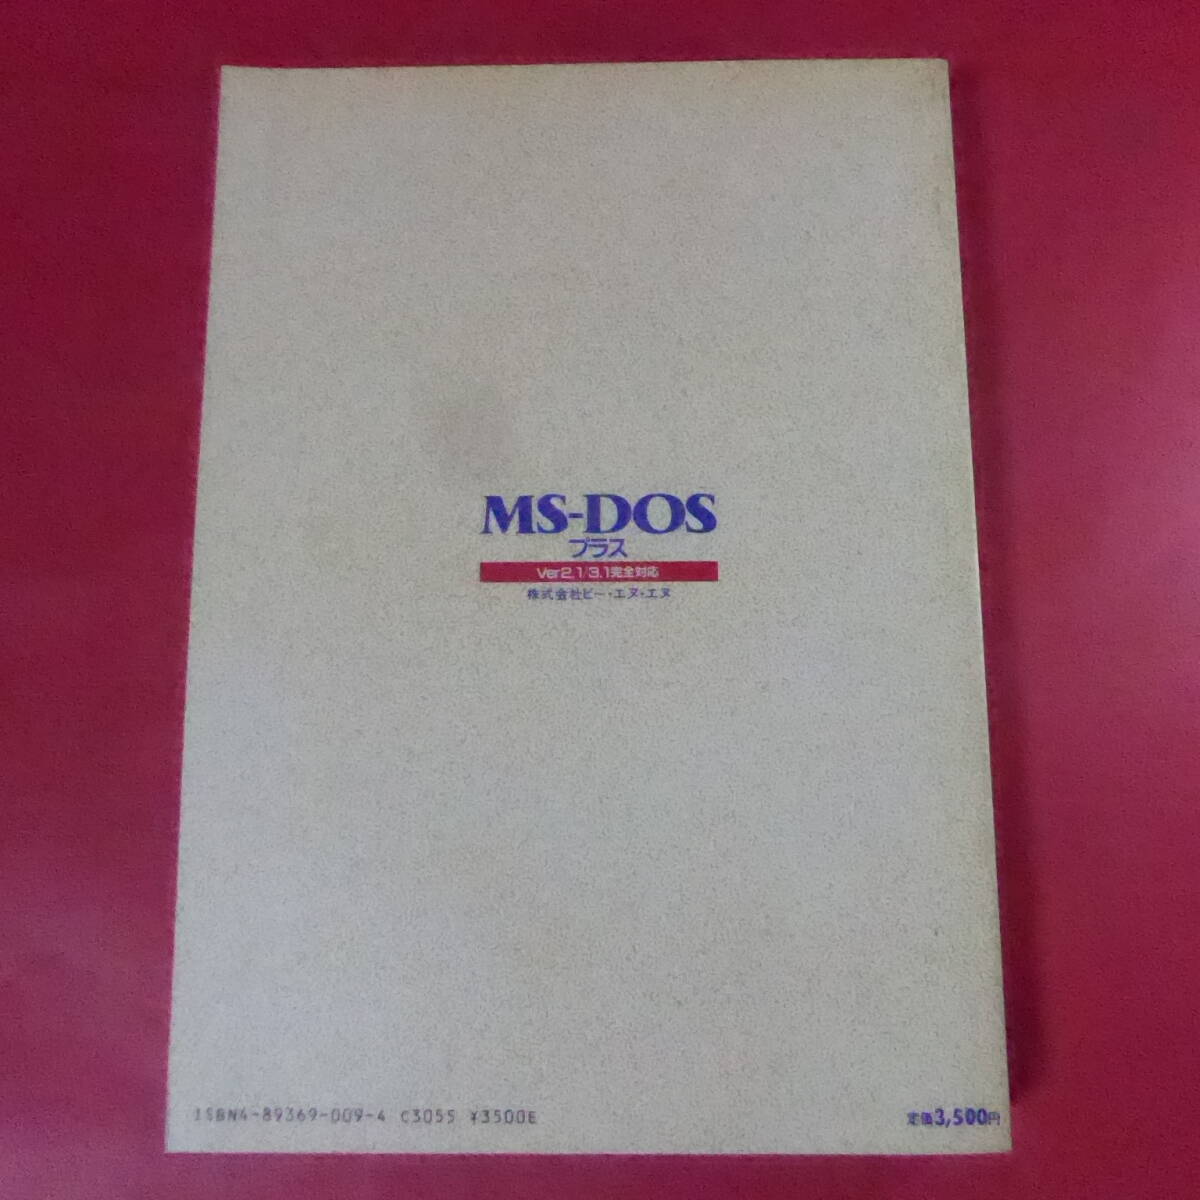 MS-DOS
プラス
Ver2.1/3.1完全対応
株式会社ビー・エヌ・エヌ
ISBN4-89369-009-4 C3055 ¥3500E
定価3,500円